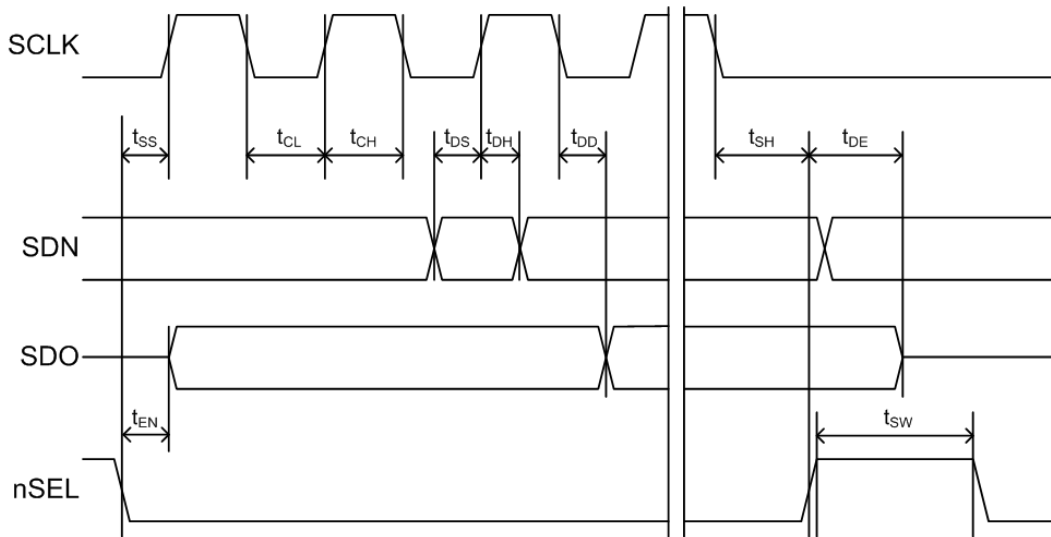 SCLK
tSS
tCL
tCH
tDS
tDH
tDD
tSH
tDE
SDN
SDO
tEN
tSW
nSEL